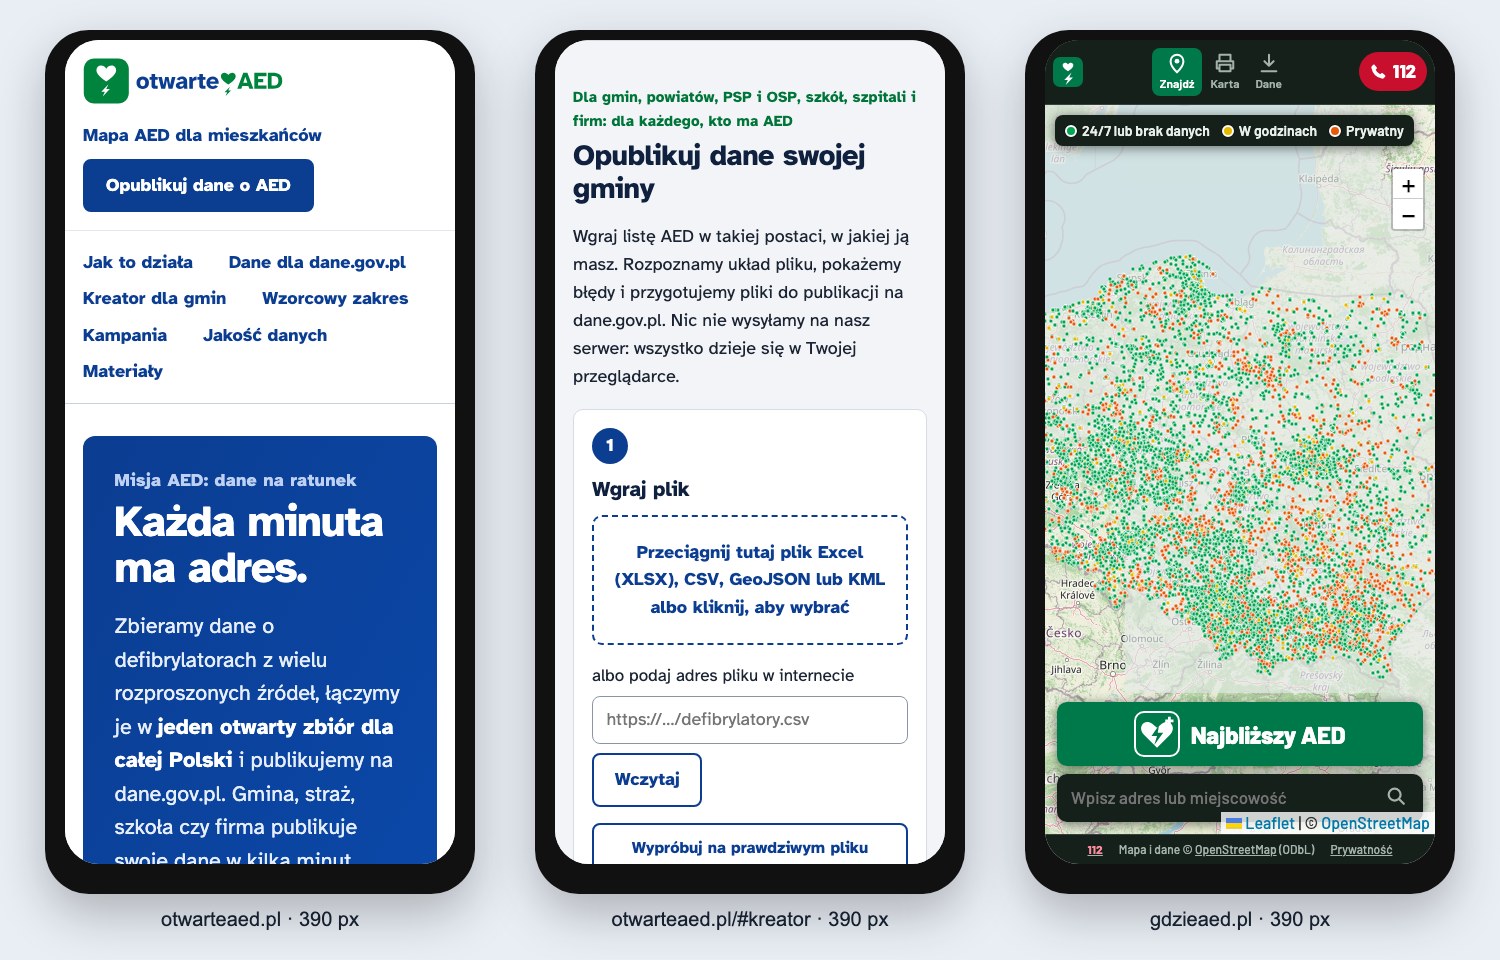 otwarte AED
Mapa AED dla mieszkańców
Opublikuj dane o AED
Jak to działa
Dane dla dane.gov.pl
Kreator dla gmin
Wzorcowy zakres
Kampania
Jakość danych
Materiały
Misja AED: dane na ratunek
Każda minuta
ma adres.
Zbieramy dane o
defibrylatorach z wielu
rozproszonych źródeł, łączymy
je w jeden otwarty zbiór dla
całej Polski i publikujemy na
dane.gov.pl. Gmina, straż,
szkoła czy firma publikuje
swoje dane w kilka minut
otwarteaed.pl · 390 px
Dla gmin, powiatów, PSP i OSP, szkół, szpitali i
firm: dla każdego, kto ma AED
Opublikuj dane swojej
gminy
Wgraj listę AED w takiej postaci, w jakiej ją
masz. Rozpoznamy układ pliku, pokażemy
błędy i przygotujemy pliki do publikacji na
dane.gov.pl. Nic nie wysyłamy na nasz
serwer: wszystko dzieje się w Twojej
przeglądarce.
1
Wgraj plik
Przeciągnij tutaj plik Excel
(XLSX), CSV, GeoJSON lub KML
albo kliknij, aby wybrać
albo podaj adres pliku w internecie
https://.../defibrylatory.csv
Wczytaj
Wypróbuj na prawdziwym pliku
otwarteaed.pl/#kreator · 390 px
Znajdź
Karta
Dane
112
24/7 lub brak danych
W godzinach
Prywatny
Klaipėda
+
−
Калининградская
область
Hradec
Králové
Česko
Olomouc
Jihlava
Brno
Zlín
Žilina
Prešovský
kraj
Najbliższy AED
Győr
Wpisz adres lub miejscowość
Leaflet | © OpenStreetMap
112
Mapa i dane © OpenStreetMap (ODbL)
Prywatność
gdzieaed.pl · 390 px